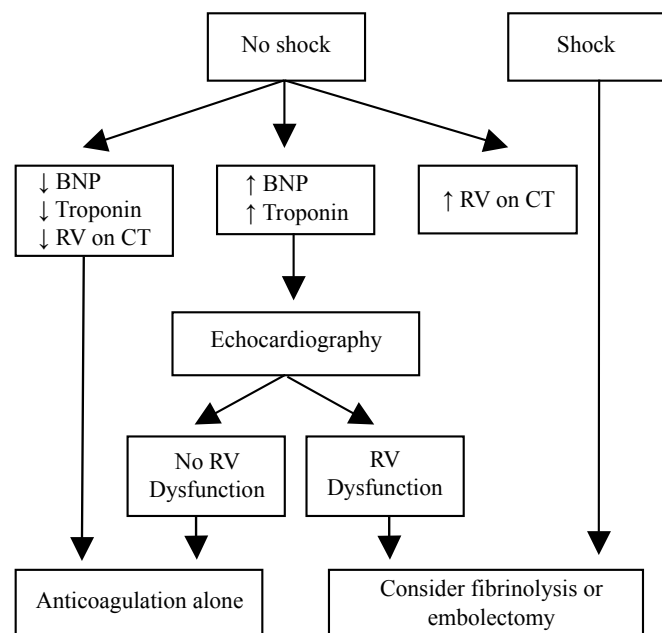 No shock
Shock
↓ BNP
↓ Troponin
↓ RV on CT
↑ BNP
↑ Troponin
↑ RV on CT
Echocardiography
No RV
Dysfunction
RV
Dysfunction
Anticoagulation alone
Consider fibrinolysis or
embolectomy